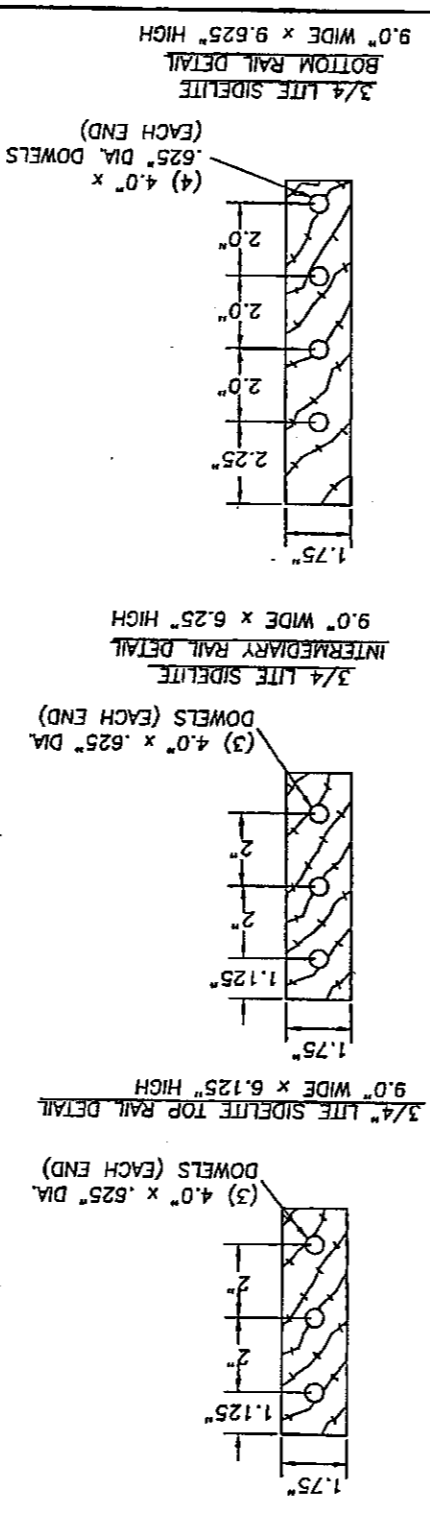 1.75"
1.125"
2"
2"
(3) 4.0" x .625" DIA.
DOWELS (EACH END)
3/4" LITE SIDELITE TOP RAIL DETAIL
9.0" WIDE x 6.125" HIGH
1.75"
1.125"
2"
2"
(3) 4.0" x .625" DIA.
DOWELS (EACH END)
3/4 LITE SIDELITE
INTERMEDIARY RAIL DETAIL
9.0" WIDE x 6.25" HIGH
1.75"
2.25"
2.0"
2.0"
2.0"
(4) 4.0" x
.625" DIA. DOWELS
(EACH END)
3/4 LITE SIDELITE
BOTTOM RAIL DETAIL
9.0" WIDE x 9.625" HIGH